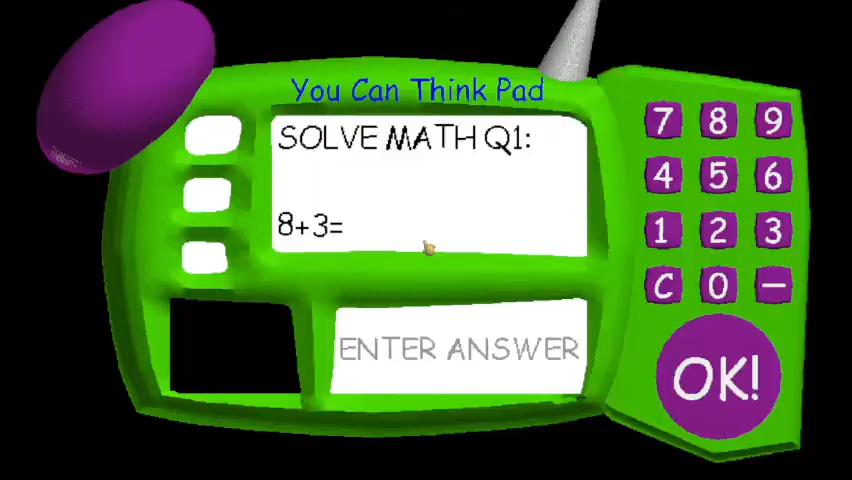 You Can Think Pad
SOLVE MATH Q1:
8+3=
ENTER ANSWER
7 8 9
4 5 6
1 2 3
C 0 −
OK!